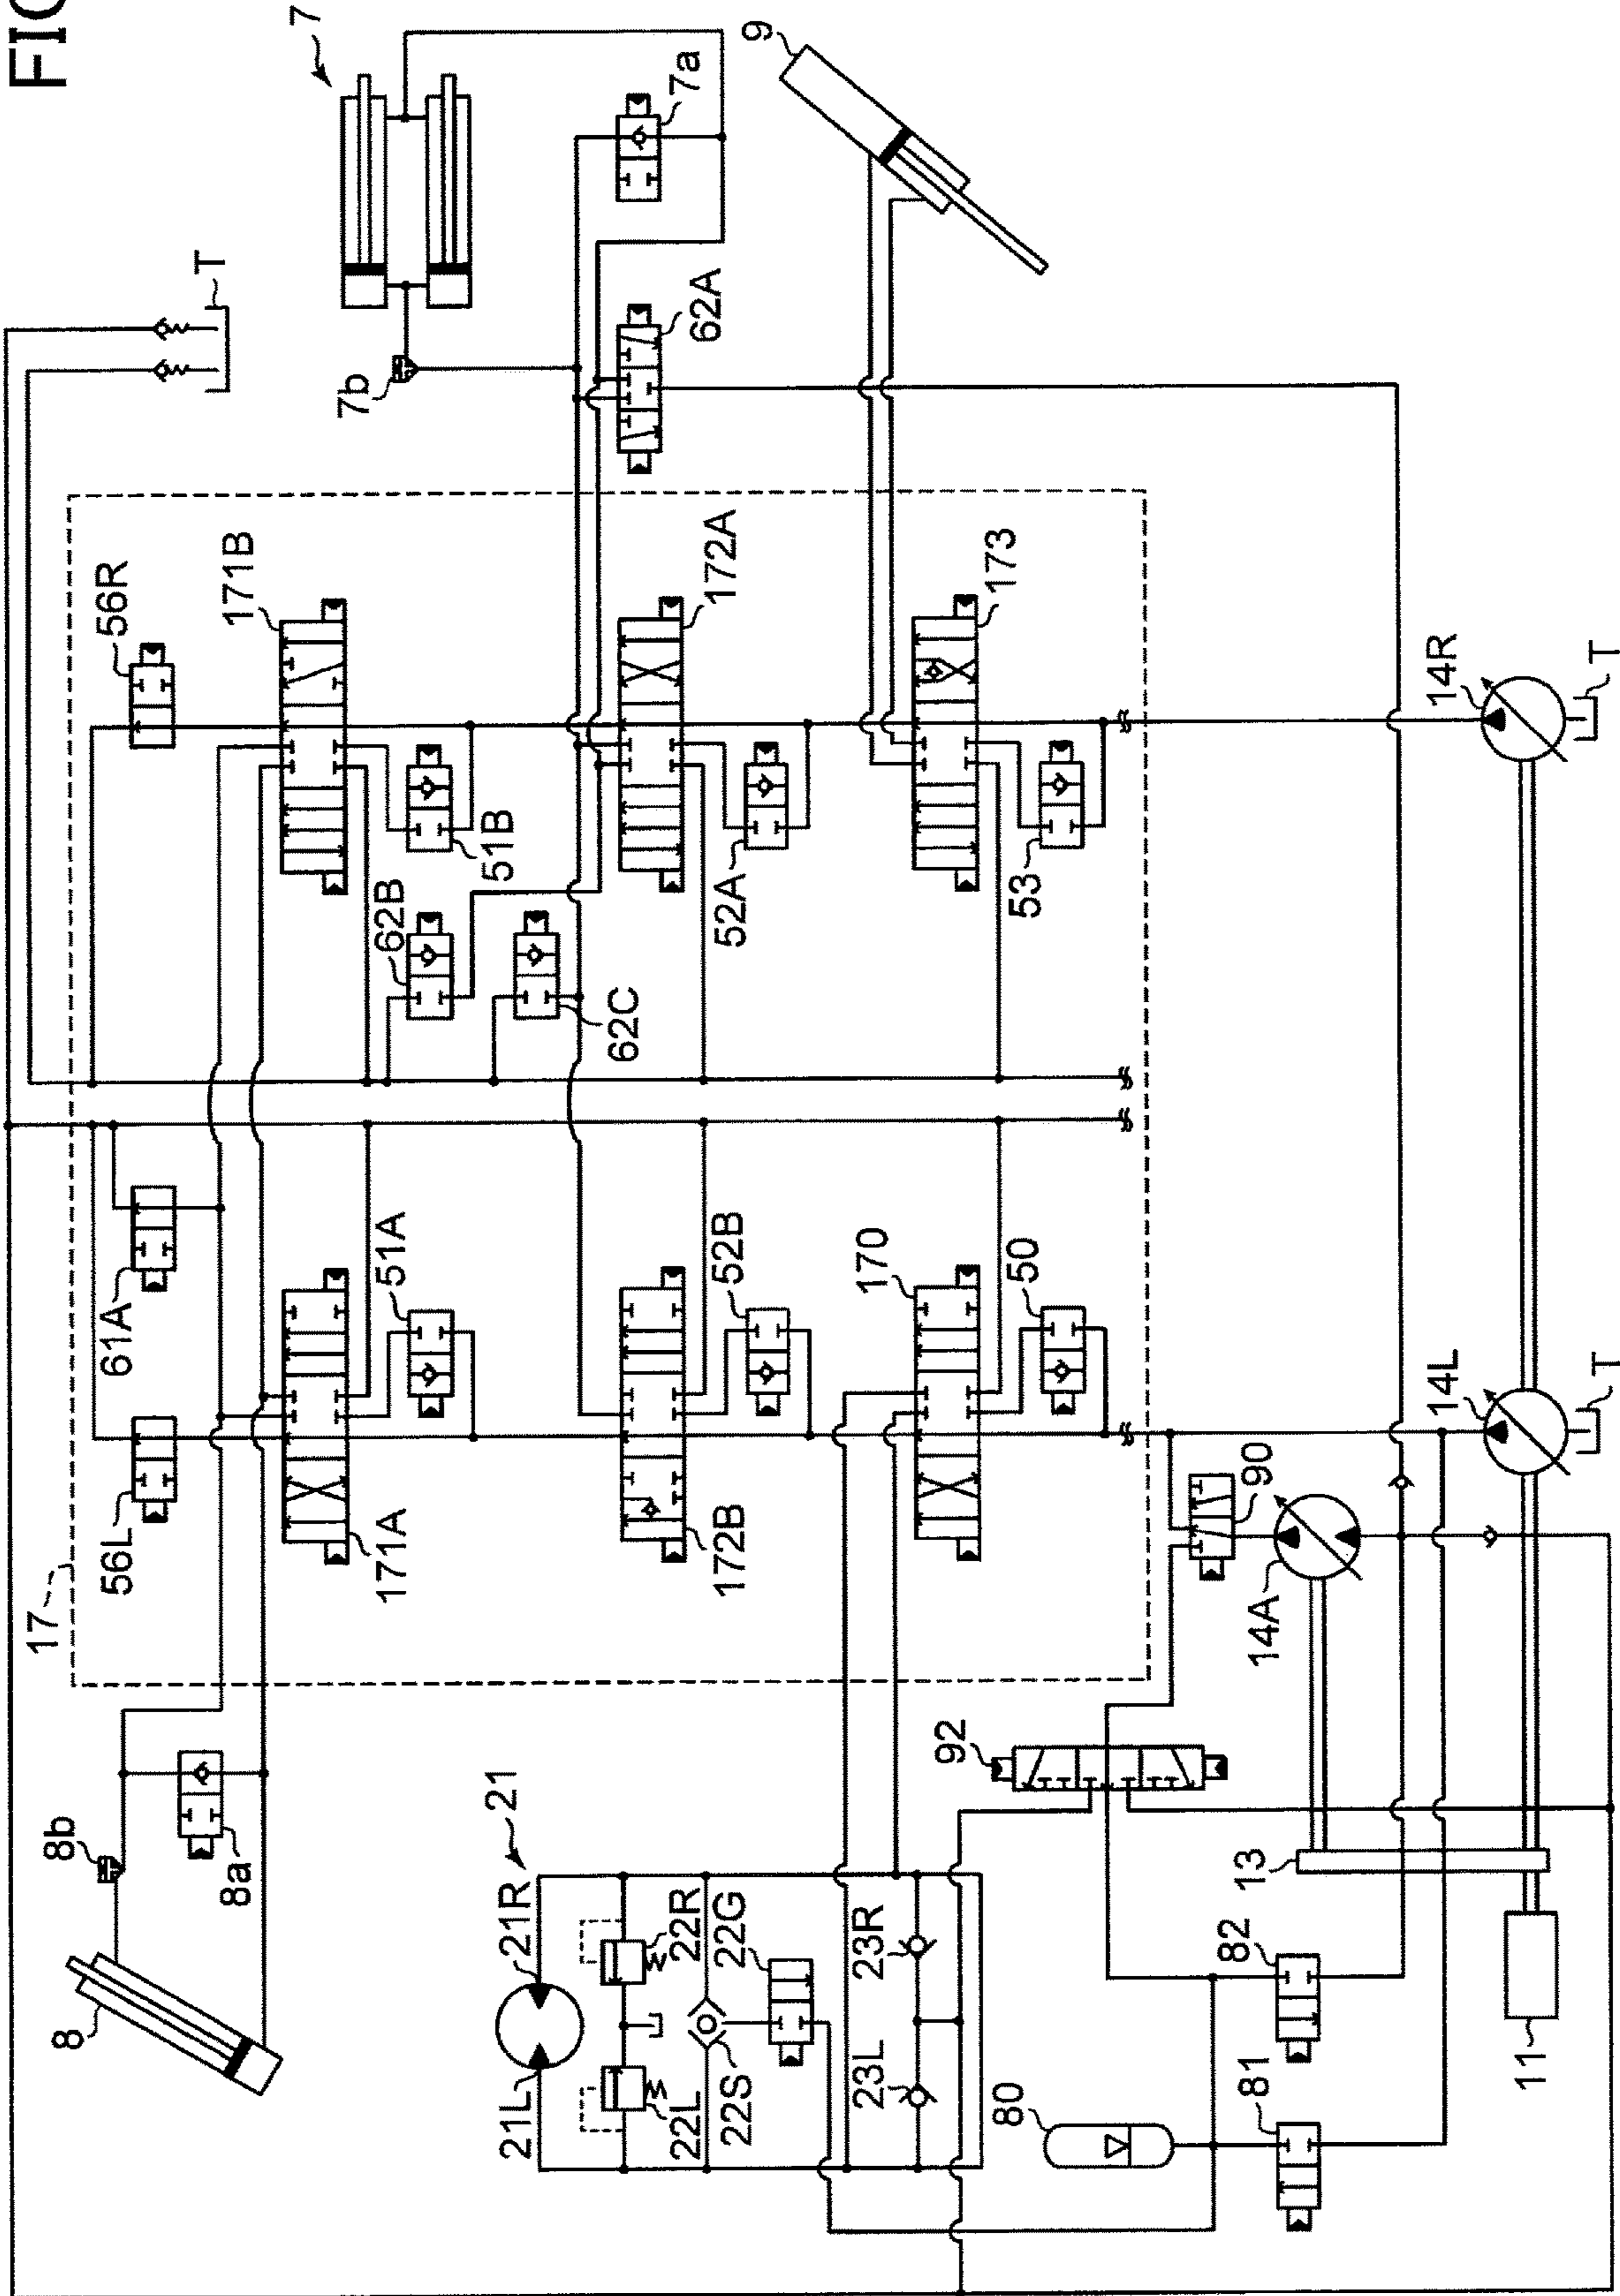 FIG
7
7a
9
T
7b
62A
56R
171B
172A
173
14R
T
51B
62B
52A
53
62C
61A
51A
52B
170
50
14L
T
56L
171A
172B
90
14A
17
92
8b
8a
8
21
21R
21L
22R
22L
22G
22S
23R
23L
13
82
81
80
11